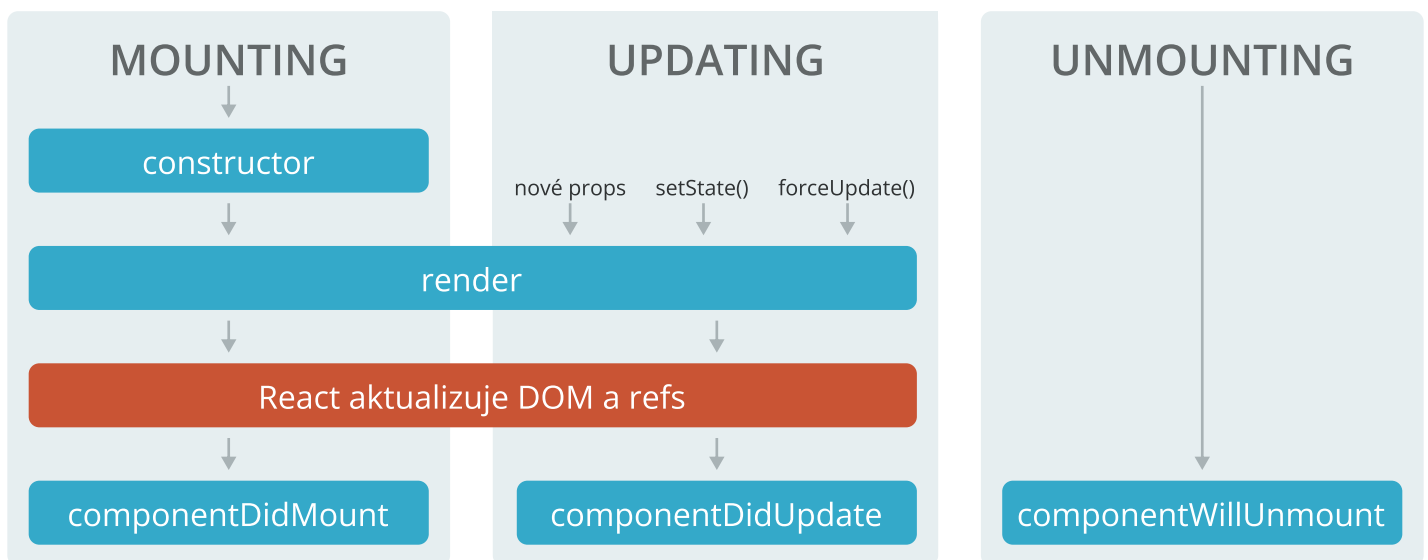 MOUNTING
UPDATING
UNMOUNTING
constructor
nové props
setState()
forceUpdate()
render
React aktualizuje DOM a refs
componentDidMount
componentDidUpdate
componentWillUnmount